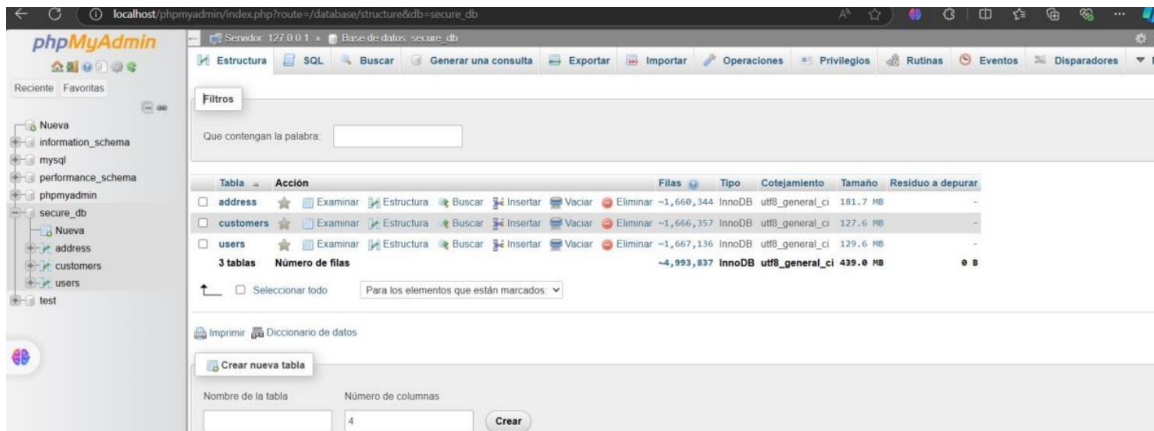 localhost/phpmyadmin/index.php?route=/database/structure&db=secure_db
phpMyAdmin
Reciente Favoritas
Nueva
information_schema
mysql
performance_schema
phpmyadmin
secure_db
Nueva
address
customers
users
test
Servidor: 127.0.0.1 » Base de datos: secure_db
Estructura SQL Buscar Generar una consulta Exportar Importar Operaciones Privilegios Rutinas Eventos Disparadores
Filtros
Que contengan la palabra:
Tabla Acción Filas Tipo Cotejamiento Tamaño Residuo a depurar
address Examinar Estructura Buscar Insertar Vaciar Eliminar ~1,660,344 InnoDB utf8_general_ci 181.7 MB -
customers Examinar Estructura Buscar Insertar Vaciar Eliminar ~1,666,357 InnoDB utf8_general_ci 127.6 MB -
users Examinar Estructura Buscar Insertar Vaciar Eliminar ~1,667,136 InnoDB utf8_general_ci 129.6 MB -
3 tablas Número de filas ~4,993,837 InnoDB utf8_general_ci 439.0 MB 0 B
Seleccionar todo Para los elementos que están marcados:
Imprimir Diccionario de datos
Crear nueva tabla
Nombre de la tabla Número de columnas
4 Crear